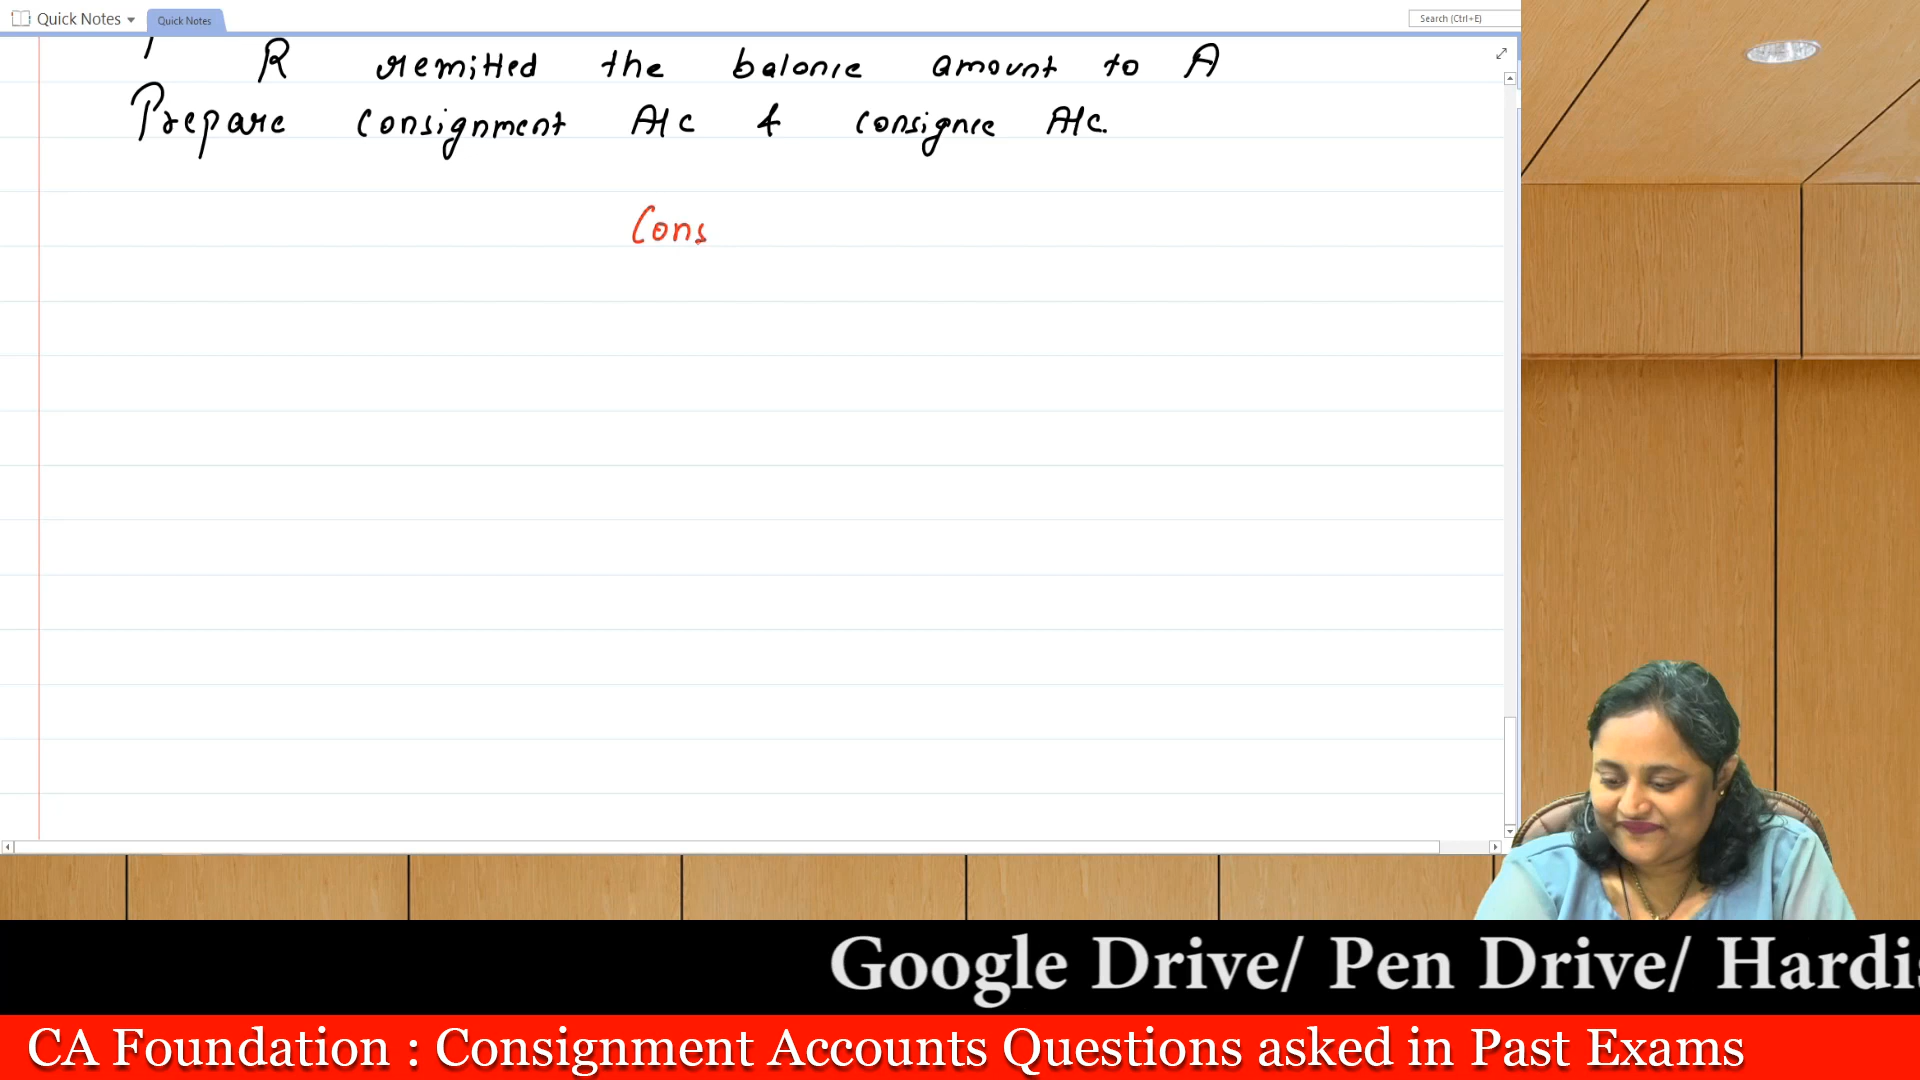 Quick Notes
Quick Notes
Search (Ctrl+E)
R remitted the balance amount to A
Prepare Consignment A/c & consignee A/c.
Cons
Google Drive/ Pen Drive/ Hardis
CA Foundation : Consignment Accounts Questions asked in Past Exams